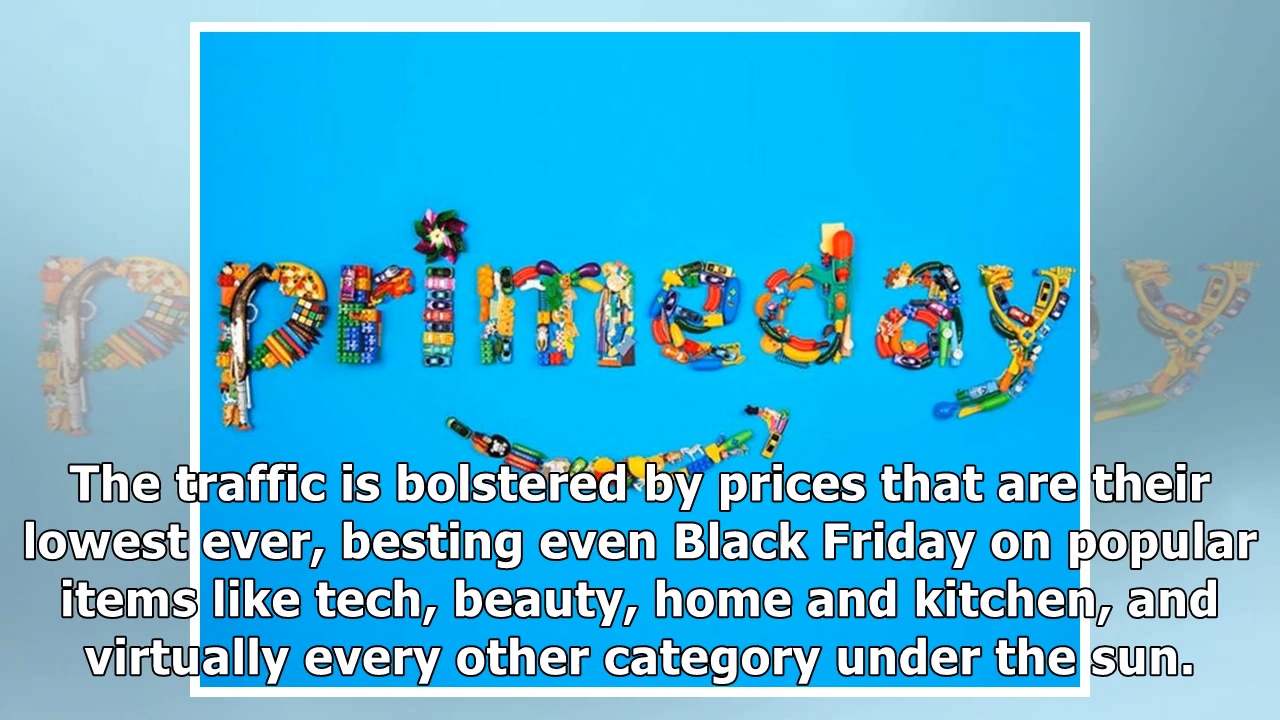 primeday
The traffic is bolstered by prices that are their
lowest ever, besting even Black Friday on popular
items like tech, beauty, home and kitchen, and
virtually every other category under the sun.